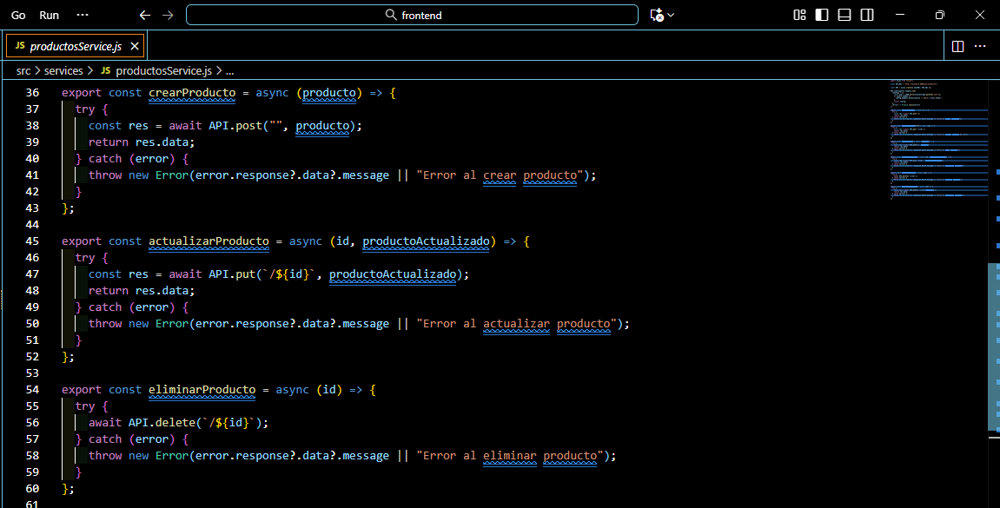 Go Run ···
frontend
JS productosService.js
src > services > JS productosService.js > ...
36 export const crearProducto = async (producto) => {
37 try {
38 const res = await API.post("", producto);
39 return res.data;
40 } catch (error) {
41 throw new Error(error.response?.data?.message || "Error al crear producto");
42 }
43 };
44
45 export const actualizarProducto = async (id, productoActualizado) => {
46 try {
47 const res = await API.put(`/${id}`, productoActualizado);
48 return res.data;
49 } catch (error) {
50 throw new Error(error.response?.data?.message || "Error al actualizar producto");
51 }
52 };
53
54 export const eliminarProducto = async (id) => {
55 try {
56 await API.delete(`/${id}`);
57 } catch (error) {
58 throw new Error(error.response?.data?.message || "Error al eliminar producto");
59 }
60 };
61